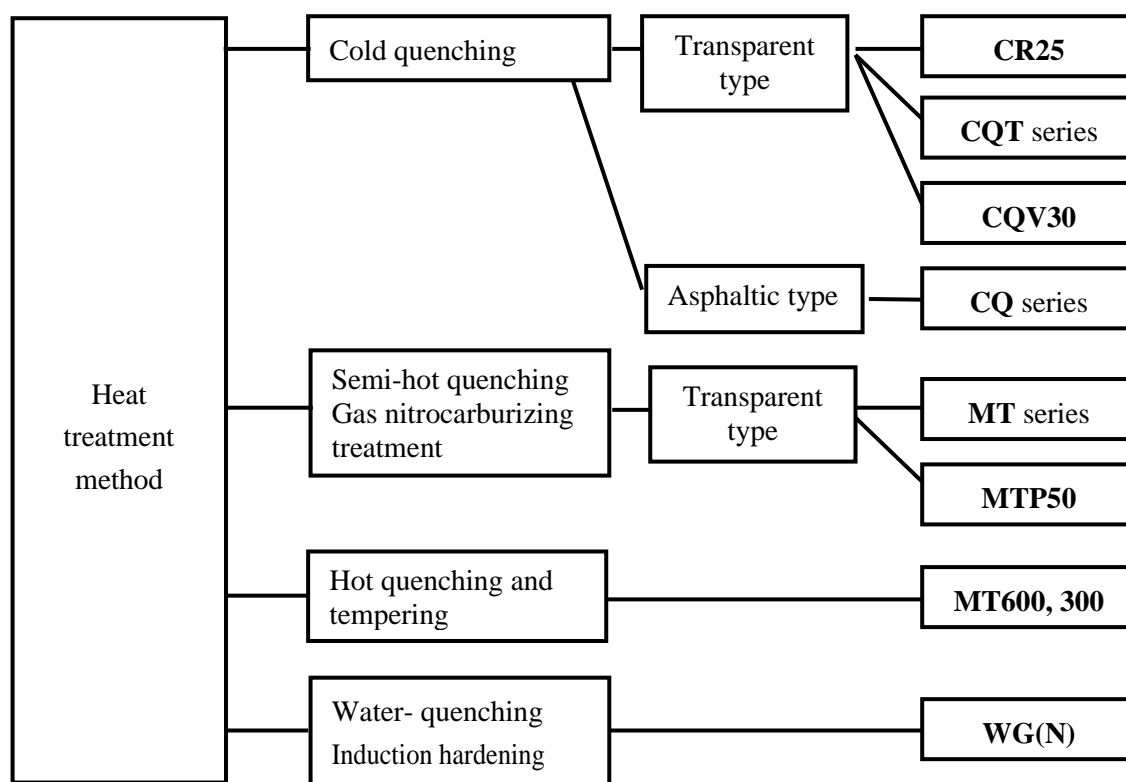 Heat
treatment
method
Cold quenching
Transparent
type
CR25
CQT series
CQV30
Asphaltic type
CQ series
Semi-hot quenching
Gas nitrocarburizing
treatment
Transparent
type
MT series
MTP50
Hot quenching and
tempering
MT600, 300
Water- quenching
Induction hardening
WG(N)